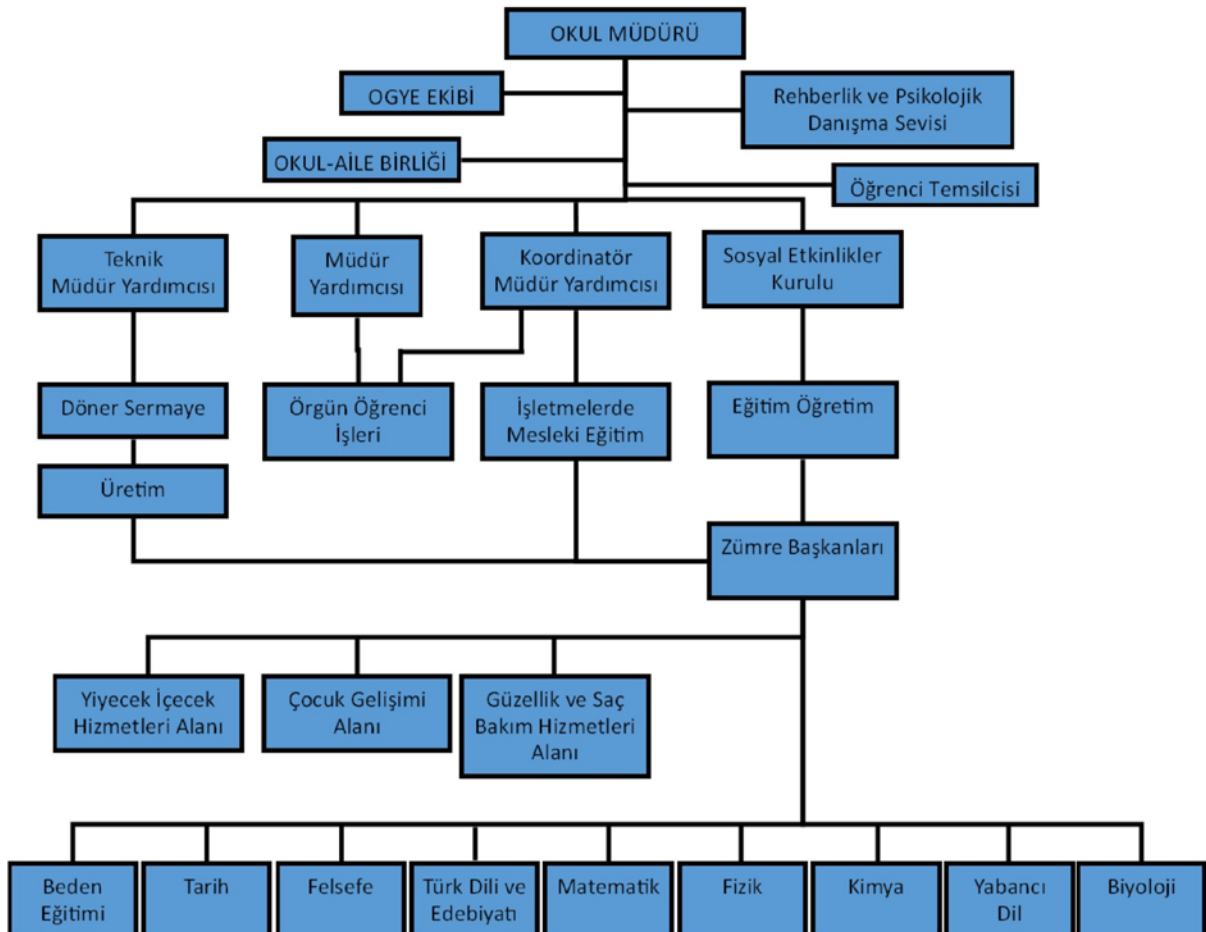 OKUL MÜDÜRÜ
OGYE EKİBİ
Rehberlik ve Psikolojik
Danışma Sevisi
OKUL-AİLE BİRLİĞİ
Öğrenci Temsilcisi
Teknik
Müdür Yardımcısı
Müdür
Yardımcısı
Koordinatör
Müdür Yardımcısı
Sosyal Etkinlikler
Kurulu
Döner Sermaye
Örgün Öğrenci
İşleri
İşletmelerde
Mesleki Eğitim
Eğitim Öğretim
Üretim
Zümre Başkanları
Yiyecek İçecek
Hizmetleri Alanı
Çocuk Gelişimi
Alanı
Güzellik ve Saç
Bakım Hizmetleri
Alanı
Beden
Eğitimi
Tarih
Felsefe
Türk Dili ve
Edebiyatı
Matematik
Fizik
Kimya
Yabancı
Dil
Biyoloji